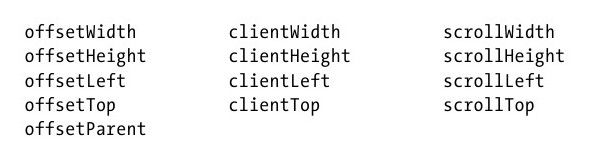 offsetWidth clientWidth scrollWidth
offsetHeight clientHeight scrollHeight
offsetLeft clientLeft scrollLeft
offsetTop clientTop scrollTop
offsetParent